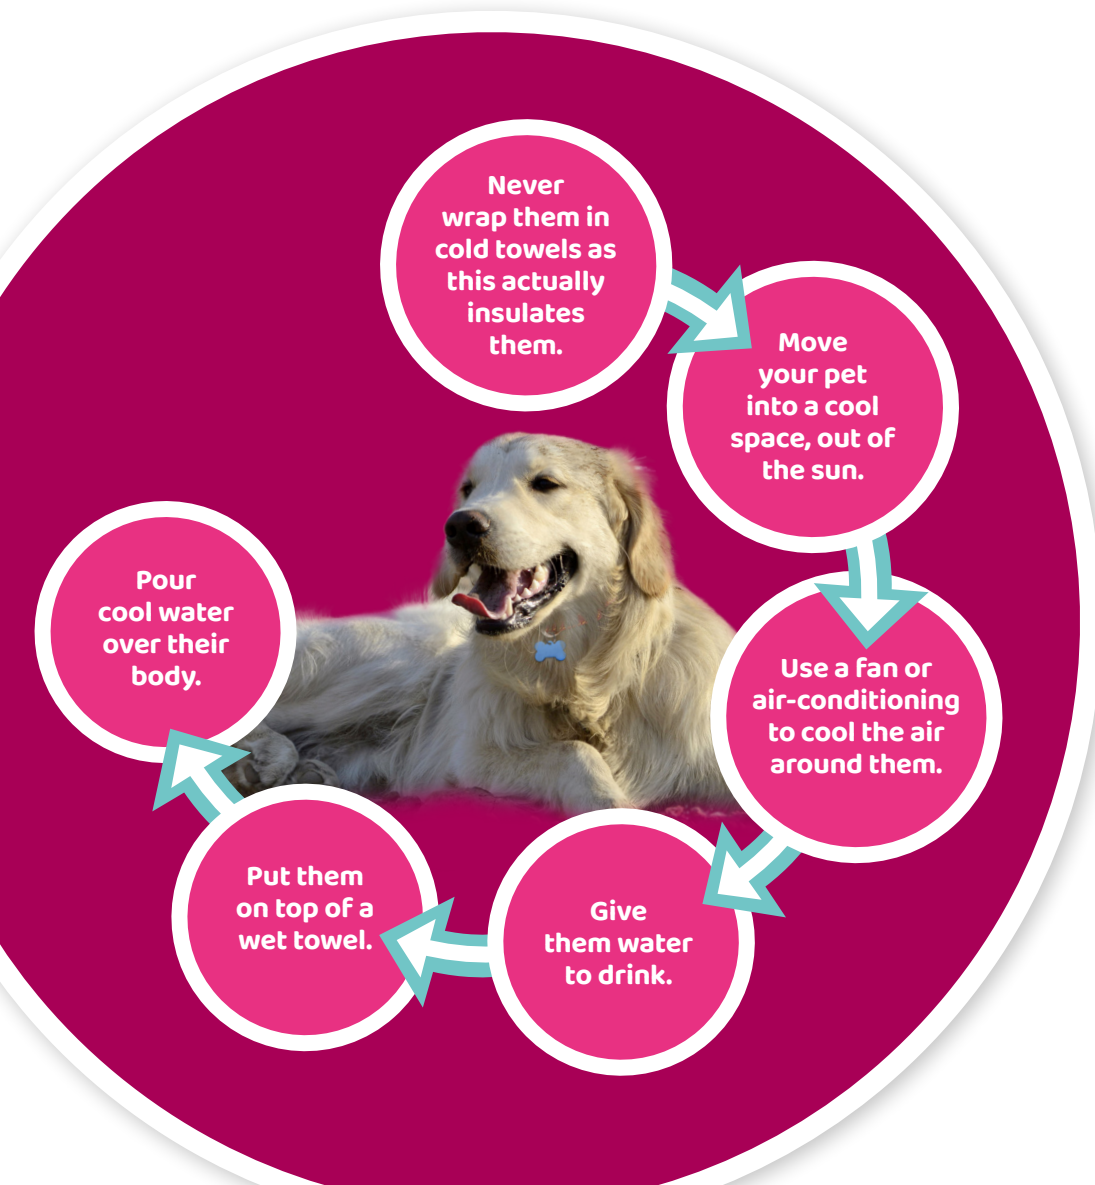 Never
wrap them in
cold towels as
this actually
insulates
them.
Move
your pet
into a cool
space, out of
the sun.
Use a fan or
air-conditioning
to cool the air
around them.
Give
them water
to drink.
Put them
on top of a
wet towel.
Pour
cool water
over their
body.